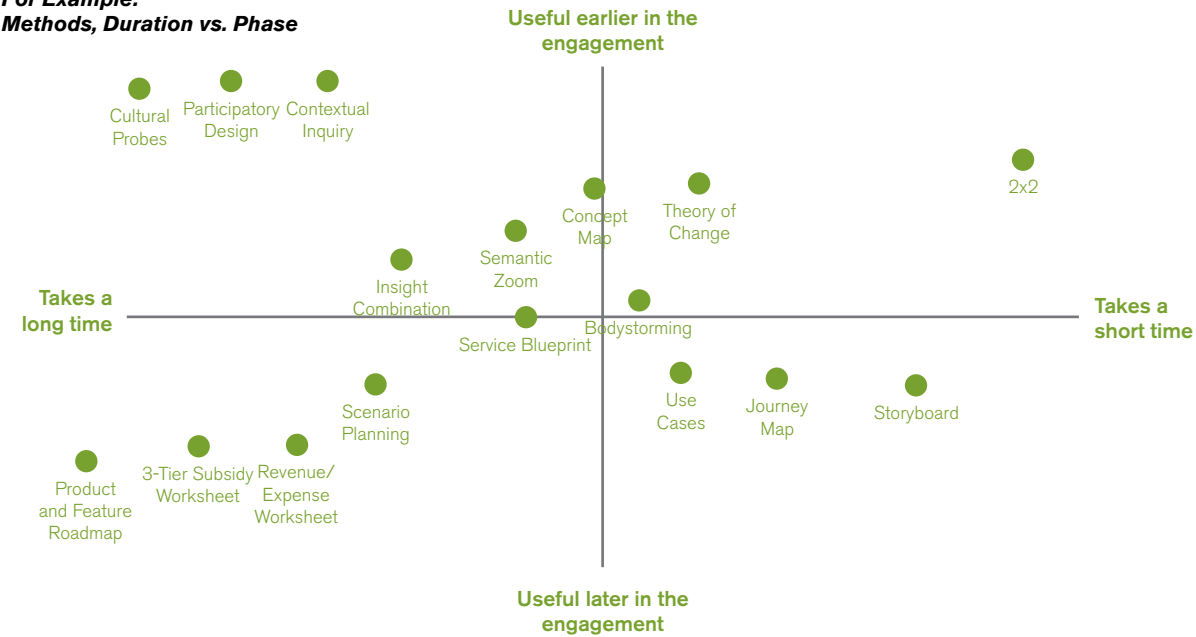 For Example:
Methods, Duration vs. Phase
Useful earlier in the
engagement
Cultural
Probes
Participatory
Design
Contextual
Inquiry
2x2
Concept
Map
Theory of
Change
Semantic
Zoom
Insight
Combination
Takes a
long time
Takes a
short time
Bodystorming
Service Blueprint
Use
Cases
Journey
Map
Storyboard
Scenario
Planning
3-Tier Subsidy
Worksheet
Revenue/
Expense
Worksheet
Product
and Feature
Roadmap
Useful later in the
engagement